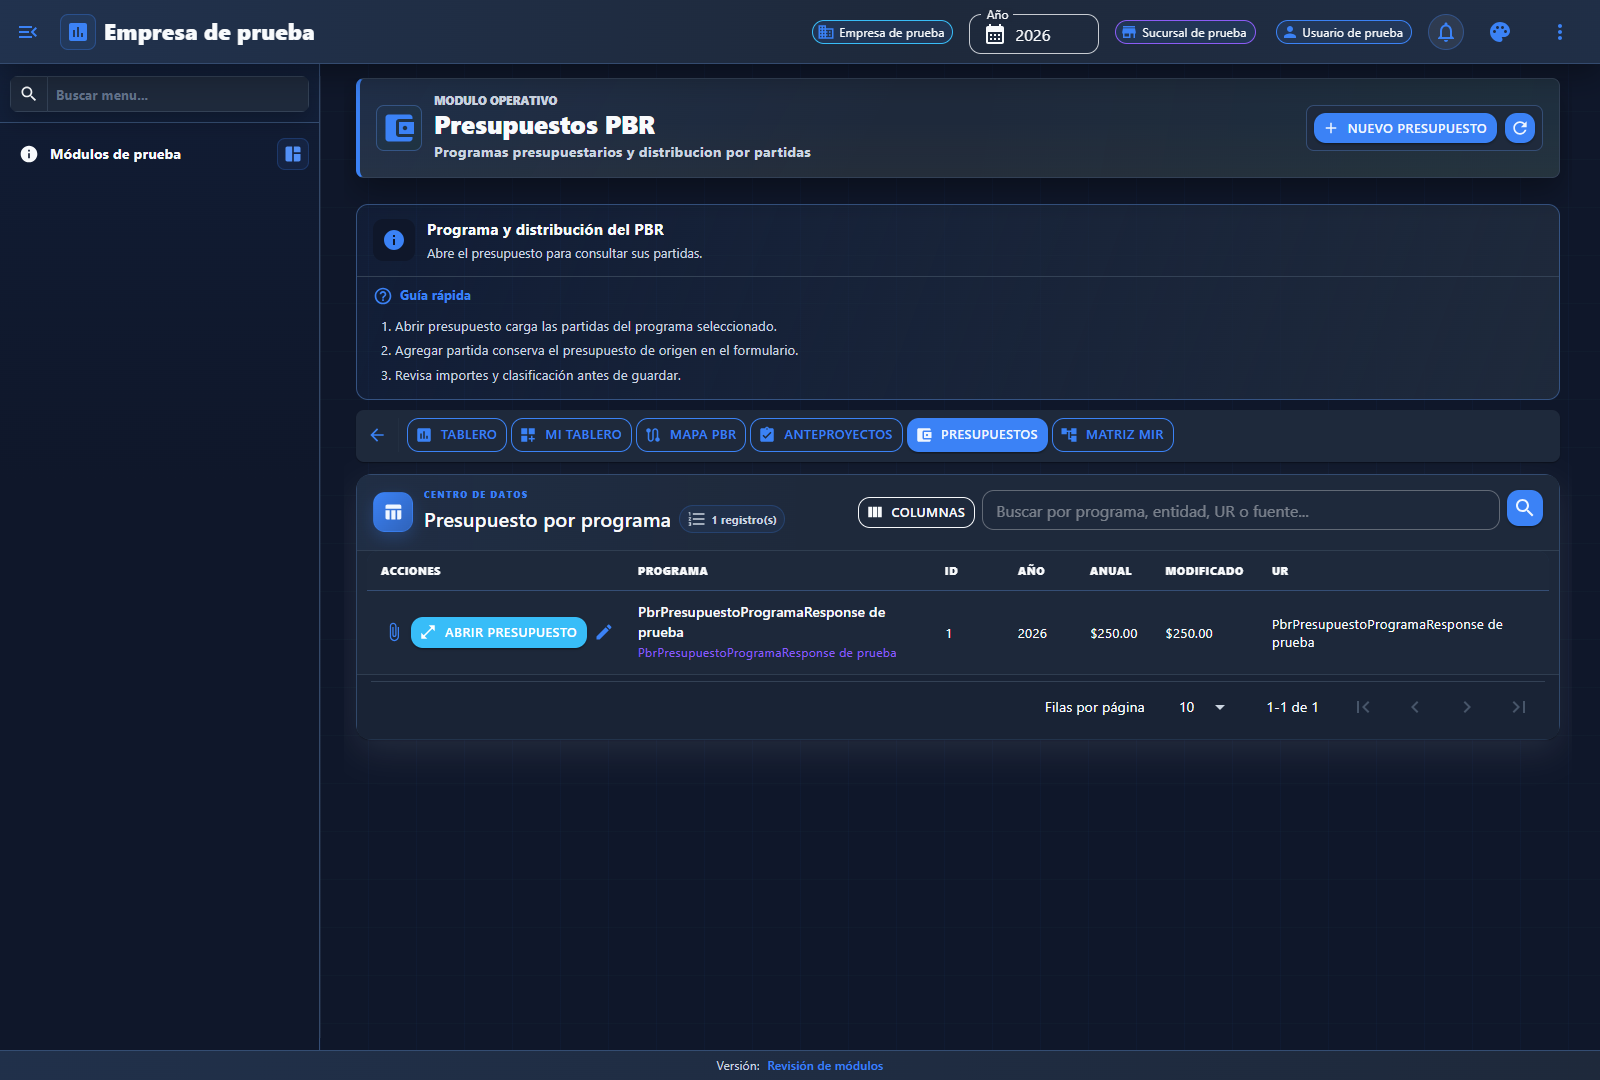 Empresa de prueba
Empresa de prueba
Año
2026
Sucursal de prueba
Usuario de prueba
Buscar menu...
Módulos de prueba
MODULO OPERATIVO
Presupuestos PBR
Programas presupuestarios y distribucion por partidas
NUEVO PRESUPUESTO
Programa y distribución del PBR
Abre el presupuesto para consultar sus partidas.
Guía rápida
1. Abrir presupuesto carga las partidas del programa seleccionado.
2. Agregar partida conserva el presupuesto de origen en el formulario.
3. Revisa importes y clasificación antes de guardar.
TABLERO
MI TABLERO
MAPA PBR
ANTEPROYECTOS
PRESUPUESTOS
MATRIZ MIR
CENTRO DE DATOS
Presupuesto por programa
1 registro(s)
COLUMNAS
Buscar por programa, entidad, UR o fuente...
ACCIONES PROGRAMA ID AÑO ANUAL MODIFICADO UR
ABRIR PRESUPUESTO
PbrPresupuestoProgramaResponse de
prueba
PbrPresupuestoProgramaResponse de prueba
1
2026
$250.00
$250.00
PbrPresupuestoProgramaResponse de
prueba
Filas por página 10 1-1 de 1
Versión: Revisión de módulos